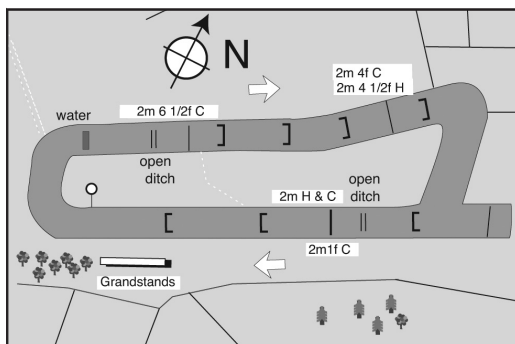 N
2m 4f C
2m 4 1/2f H
water
2m 6 1/2f C
open
ditch
2m H & C
open
ditch
2m1f C
Grandstands